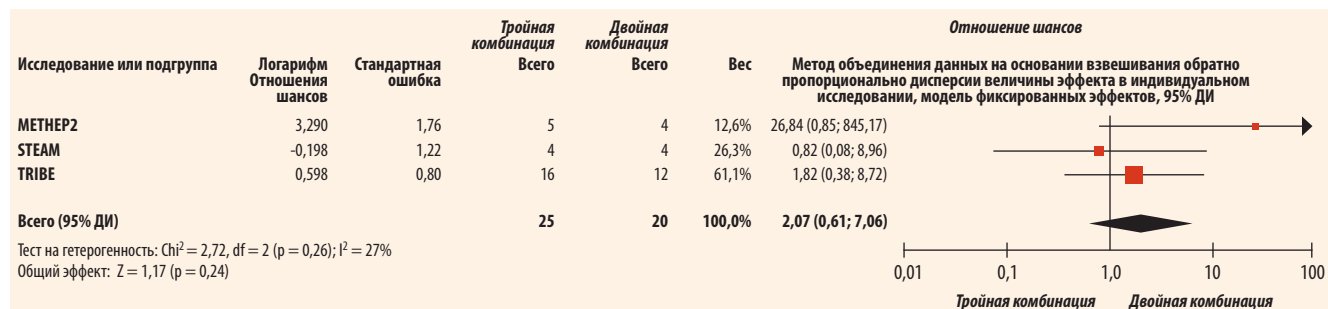 Тройная комбинация Двойная комбинация Отношение шансов
Исследование или подгруппа Логарифм Отношения шансов Стандартная ошибка Всего Всего Вес Метод объединения данных на основании взвешивания обратно
пропорционально дисперсии величины эффекта в индивидуальном
исследовании, модель фиксированных эффектов, 95% ДИ
METHEP2 3,290 1,76 5 4 12,6% 26,84 (0,85; 845,17)
STEAM -0,198 1,22 4 4 26,3% 0,82 (0,08; 8,96)
TRIBE 0,598 0,80 16 12 61,1% 1,82 (0,38; 8,72)
Всего (95% ДИ) 25 20 100,0% 2,07 (0,61; 7,06)
Тест на гетерогенность: Chi² = 2,72, df = 2 (p = 0,26); I² = 27%
Общий эффект: Z = 1,17 (p = 0,24)
0,01 0,1 1,0 10 100
Тройная комбинация Двойная комбинация